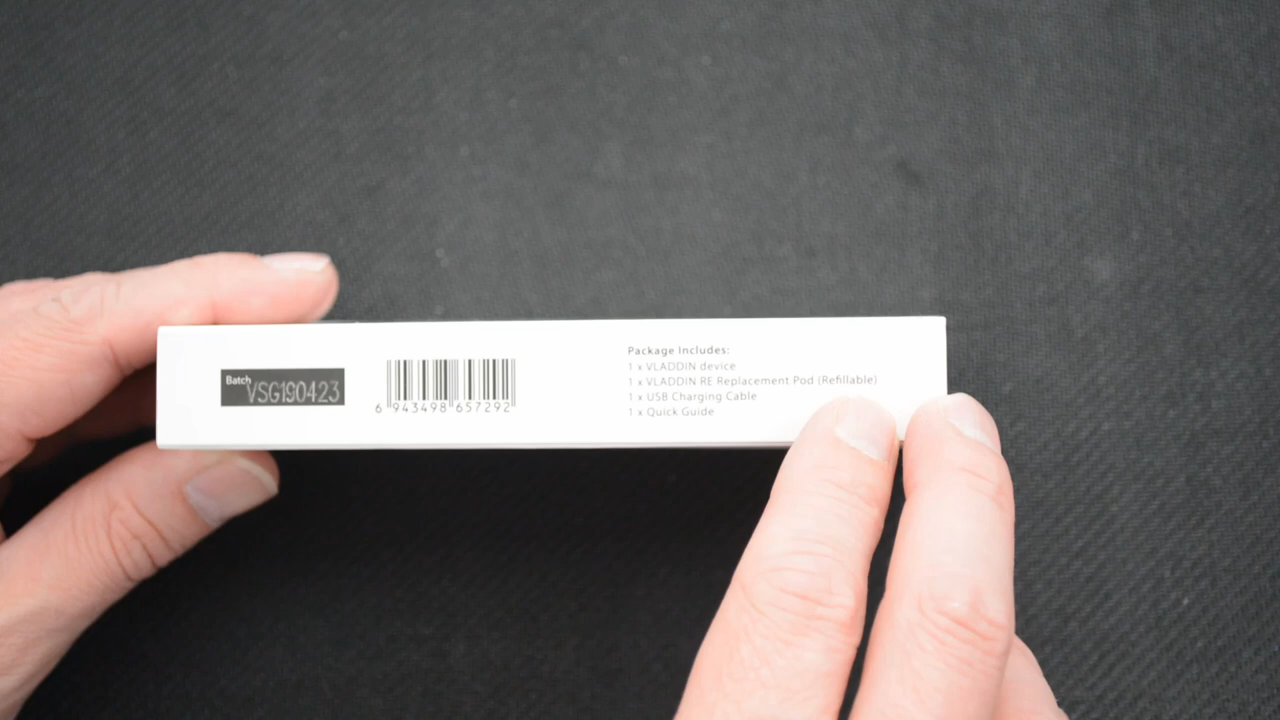 Batch
VSG190423
6 943498 657292
Package Includes:
1 x VLADDIN device
1 x VLADDIN RE Replacement Pod (Refillable)
1 x USB Charging Cable
1 x Quick Guide